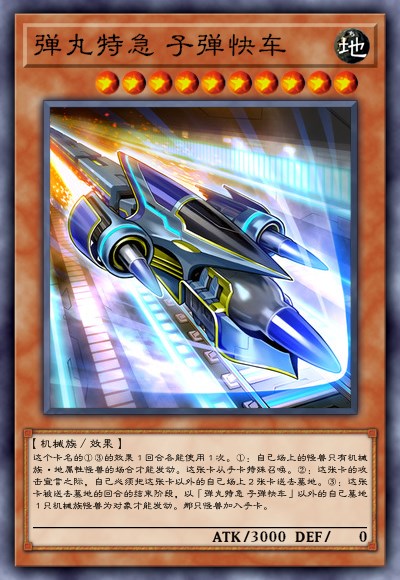 弹丸特急 子弹快车
地
【机械族／效果】
这个卡名的①③的效果1回合各能使用1次。①：自己场上的怪兽只有机械
族·地属性怪兽的场合才能发动。这张卡从手卡特殊召唤。②：这张卡的攻
击宣言之际，自己必须把这张卡以外的自己场上2张卡送去墓地。③：这张卡
被送去墓地的回合的结束阶段，以「弹丸特急 子弹快车」以外的自己墓地
1只机械族怪兽为对象才能发动。那只怪兽加入手卡。
ATK/3000 DEF/ 0